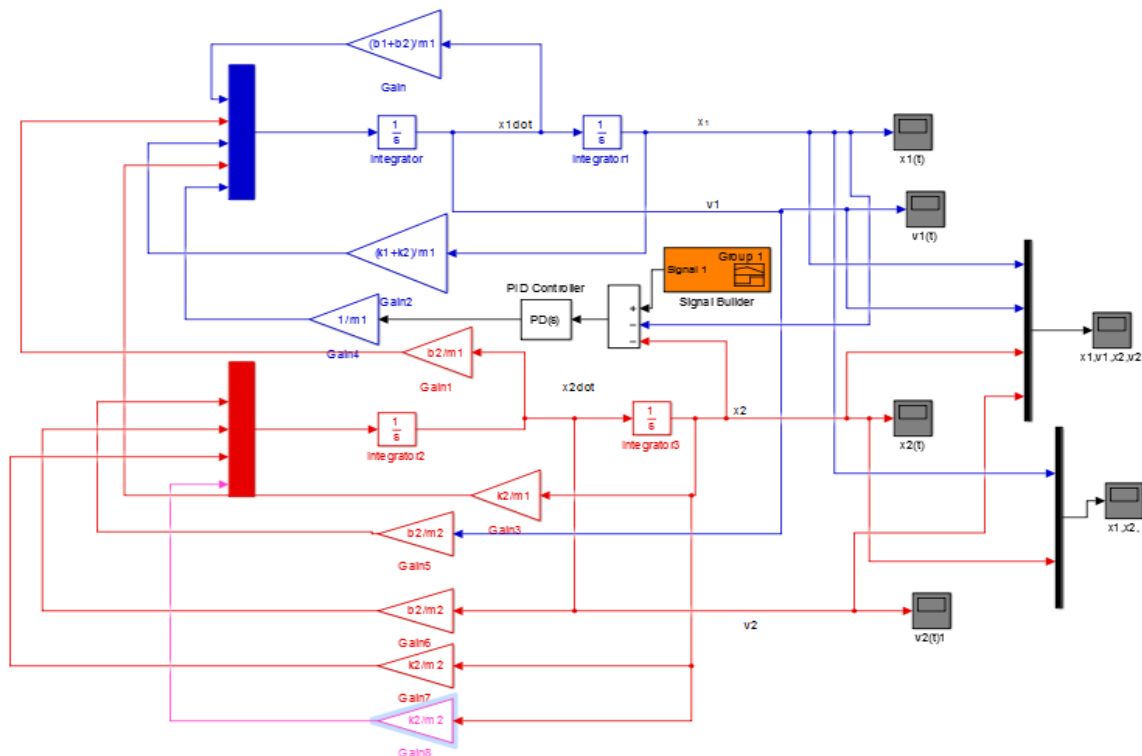 (b1+b2)/m1
Gain
x1dot
1
s
Integrator
1
s
Integrator1
x1
x1(t)
v1
v1(t)
(k1+k2)/m1
Gain2
Group 1
Signal 1
Signal Builder
PID Controller
PD(s)
+
−
−
1/m1
Gain4
b2/m1
Gain1
x1,v1,x2,v2
x2dot
1
s
Integrator2
1
s
Integrator3
x2
x2(t)
k2/m1
Gain3
x1,x2,
b2/m2
Gain5
b2/m2
Gain6
v2
v2(t)1
k2/m2
Gain7
k2/m2
Gain8